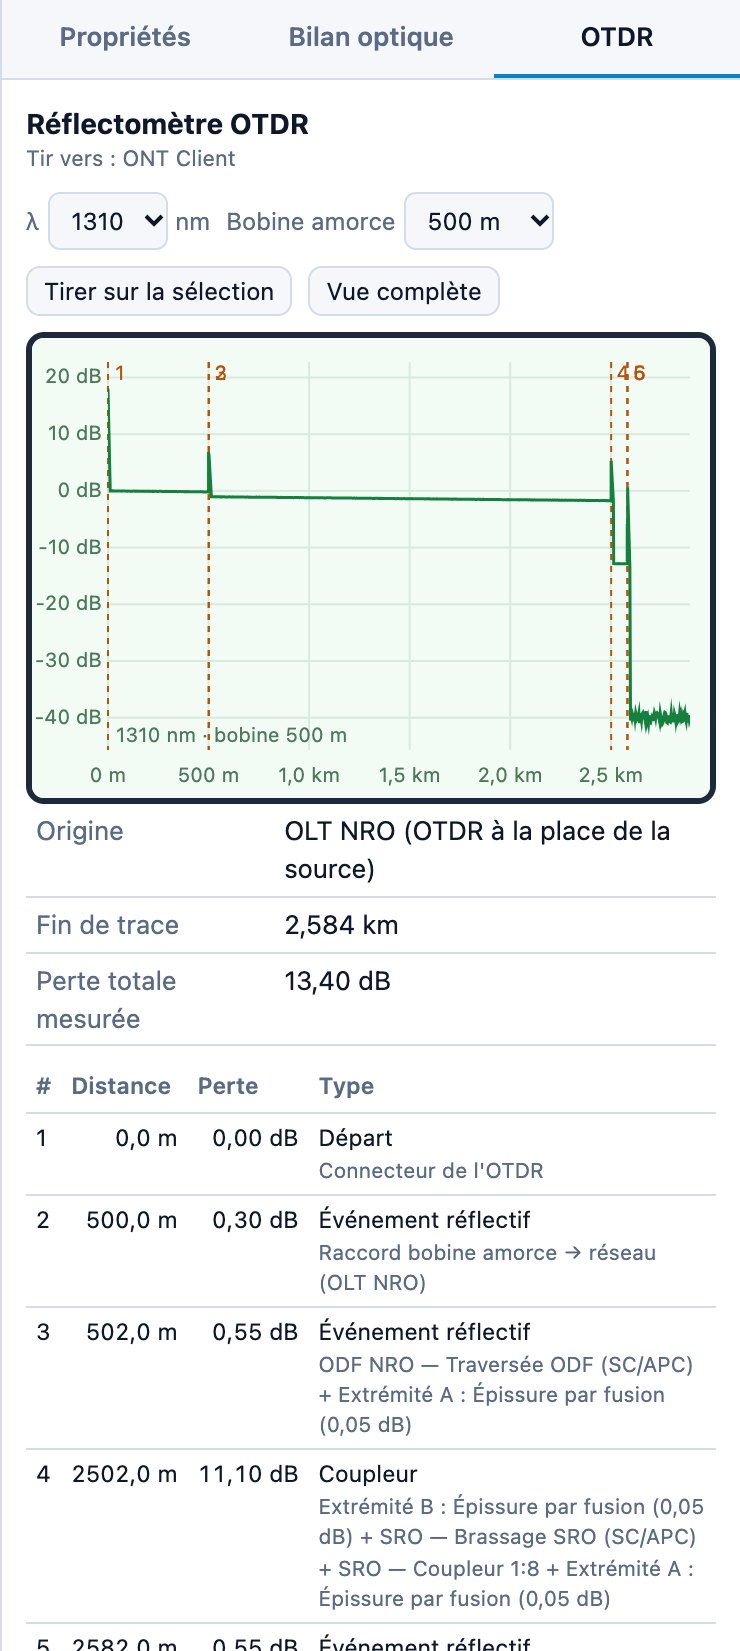 Propriétés Bilan optique OTDR
Réflectomètre OTDR
Tir vers : ONT Client
λ 1310 nm Bobine amorce 500 m
Tirer sur la sélection Vue complète
20 dB
10 dB
0 dB
-10 dB
-20 dB
-30 dB
-40 dB
1 3 4 6
1310 nm · bobine 500 m
0 m 500 m 1,0 km 1,5 km 2,0 km 2,5 km
Origine OLT NRO (OTDR à la place de la
source)
Fin de trace 2,584 km
Perte totale 13,40 dB
mesurée
# Distance Perte Type
1 0,0 m 0,00 dB Départ
Connecteur de l'OTDR
2 500,0 m 0,30 dB Événement réflectif
Raccord bobine amorce → réseau
(OLT NRO)
3 502,0 m 0,55 dB Événement réflectif
ODF NRO — Traversée ODF (SC/APC)
+ Extrémité A : Épissure par fusion
(0,05 dB)
4 2502,0 m 11,10 dB Coupleur
Extrémité B : Épissure par fusion (0,05
dB) + SRO — Brassage SRO (SC/APC)
+ SRO — Coupleur 1:8 + Extrémité A :
Épissure par fusion (0,05 dB)
5 2582,0 m 0,55 dB Événement réflectif